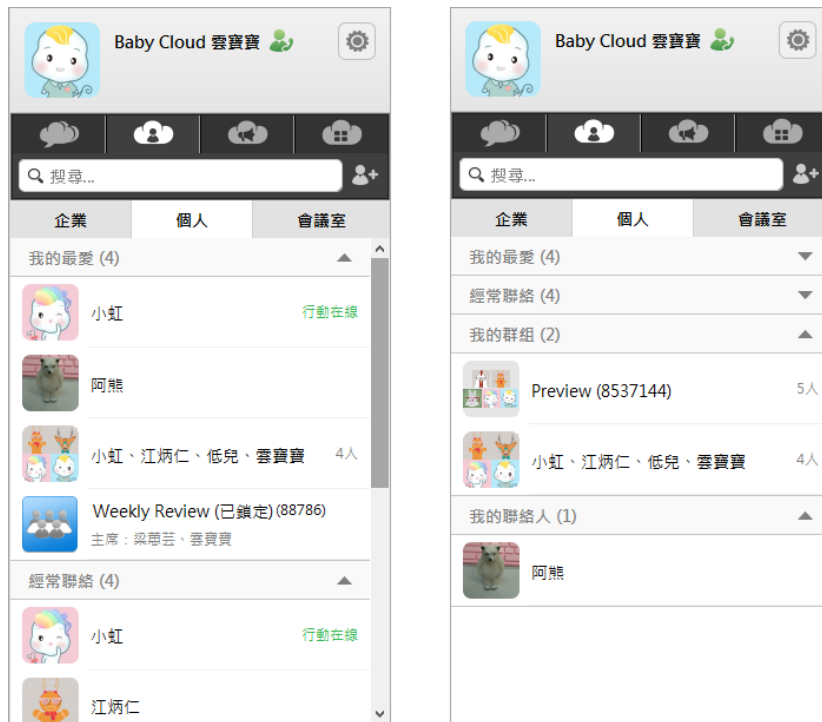 Baby Cloud 雲寶寶
搜尋...
企業 個人 會議室
我的最愛 (4)
小虹 行動在線
阿熊
小虹、江炳仁、低兒、雲寶寶 4人
Weekly Review (已鎖定)(88786)
主席：梁蕙芸、雲寶寶
經常聯絡 (4)
小虹 行動在線
江炳仁
Baby Cloud 雲寶寶
搜尋...
企業 個人 會議室
我的最愛 (4)
經常聯絡 (4)
我的群組 (2)
Preview (8537144) 5人
小虹、江炳仁、低兒、雲寶寶 4人
我的聯絡人 (1)
阿熊